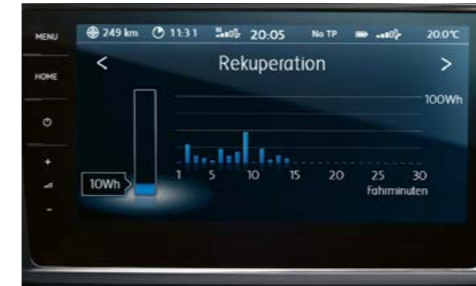 MENU
249 km 11:31 20:05 No TP 20.0°C
HOME
< Rekuperation >
100Wh
+
10Wh
-
1 5 10 15 20 25 30
Fahrminuten